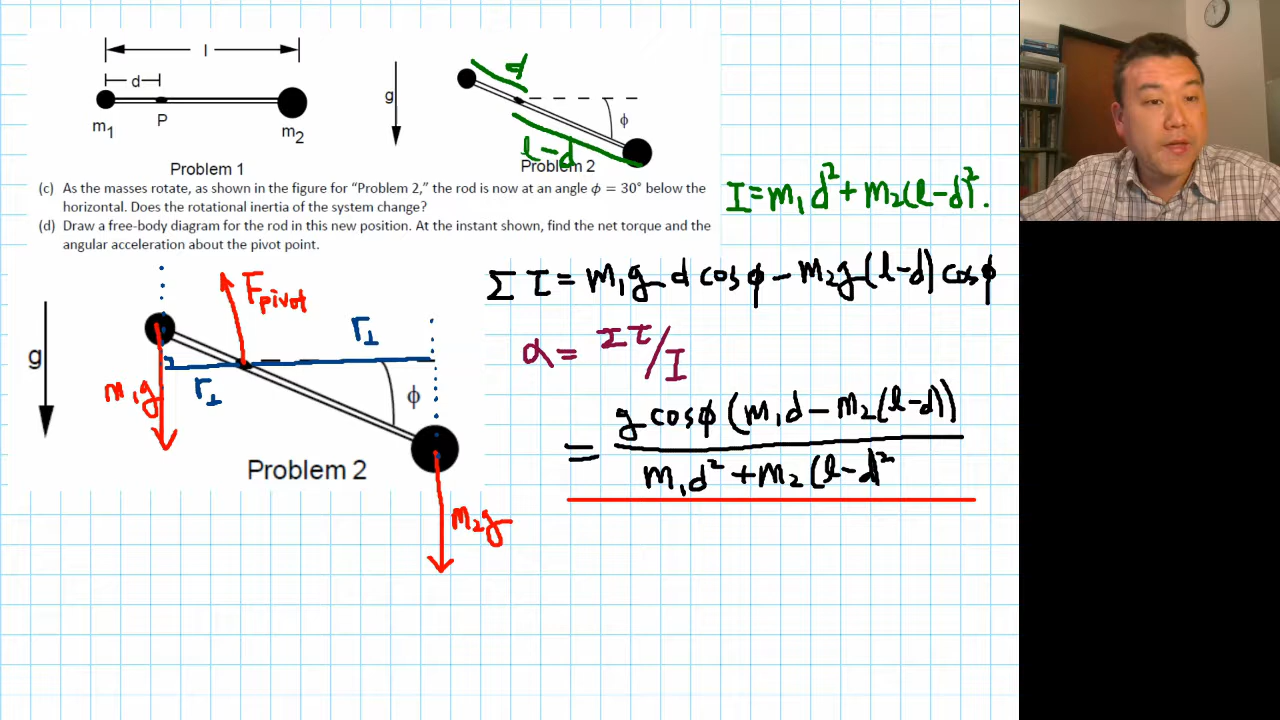 l
d
m₁ P m₂
Problem 1
g
d
ϕ
l-d
Problem 2
(c) As the masses rotate, as shown in the figure for “Problem 2,” the rod is now at an angle ϕ = 30° below the
horizontal. Does the rotational inertia of the system change?
(d) Draw a free-body diagram for the rod in this new position. At the instant shown, find the net torque and the
angular acceleration about the pivot point.
I = m₁d² + m₂(l-d)².
g
F pivot
r⊥
r⊥
m₁g
ϕ
Problem 2
m₂g
Σ τ = m₁g d cosϕ - m₂g(l-d) cosϕ
α = Στ/I
= g cosϕ (m₁d - m₂(l-d))
m₁d² + m₂(l-d)²